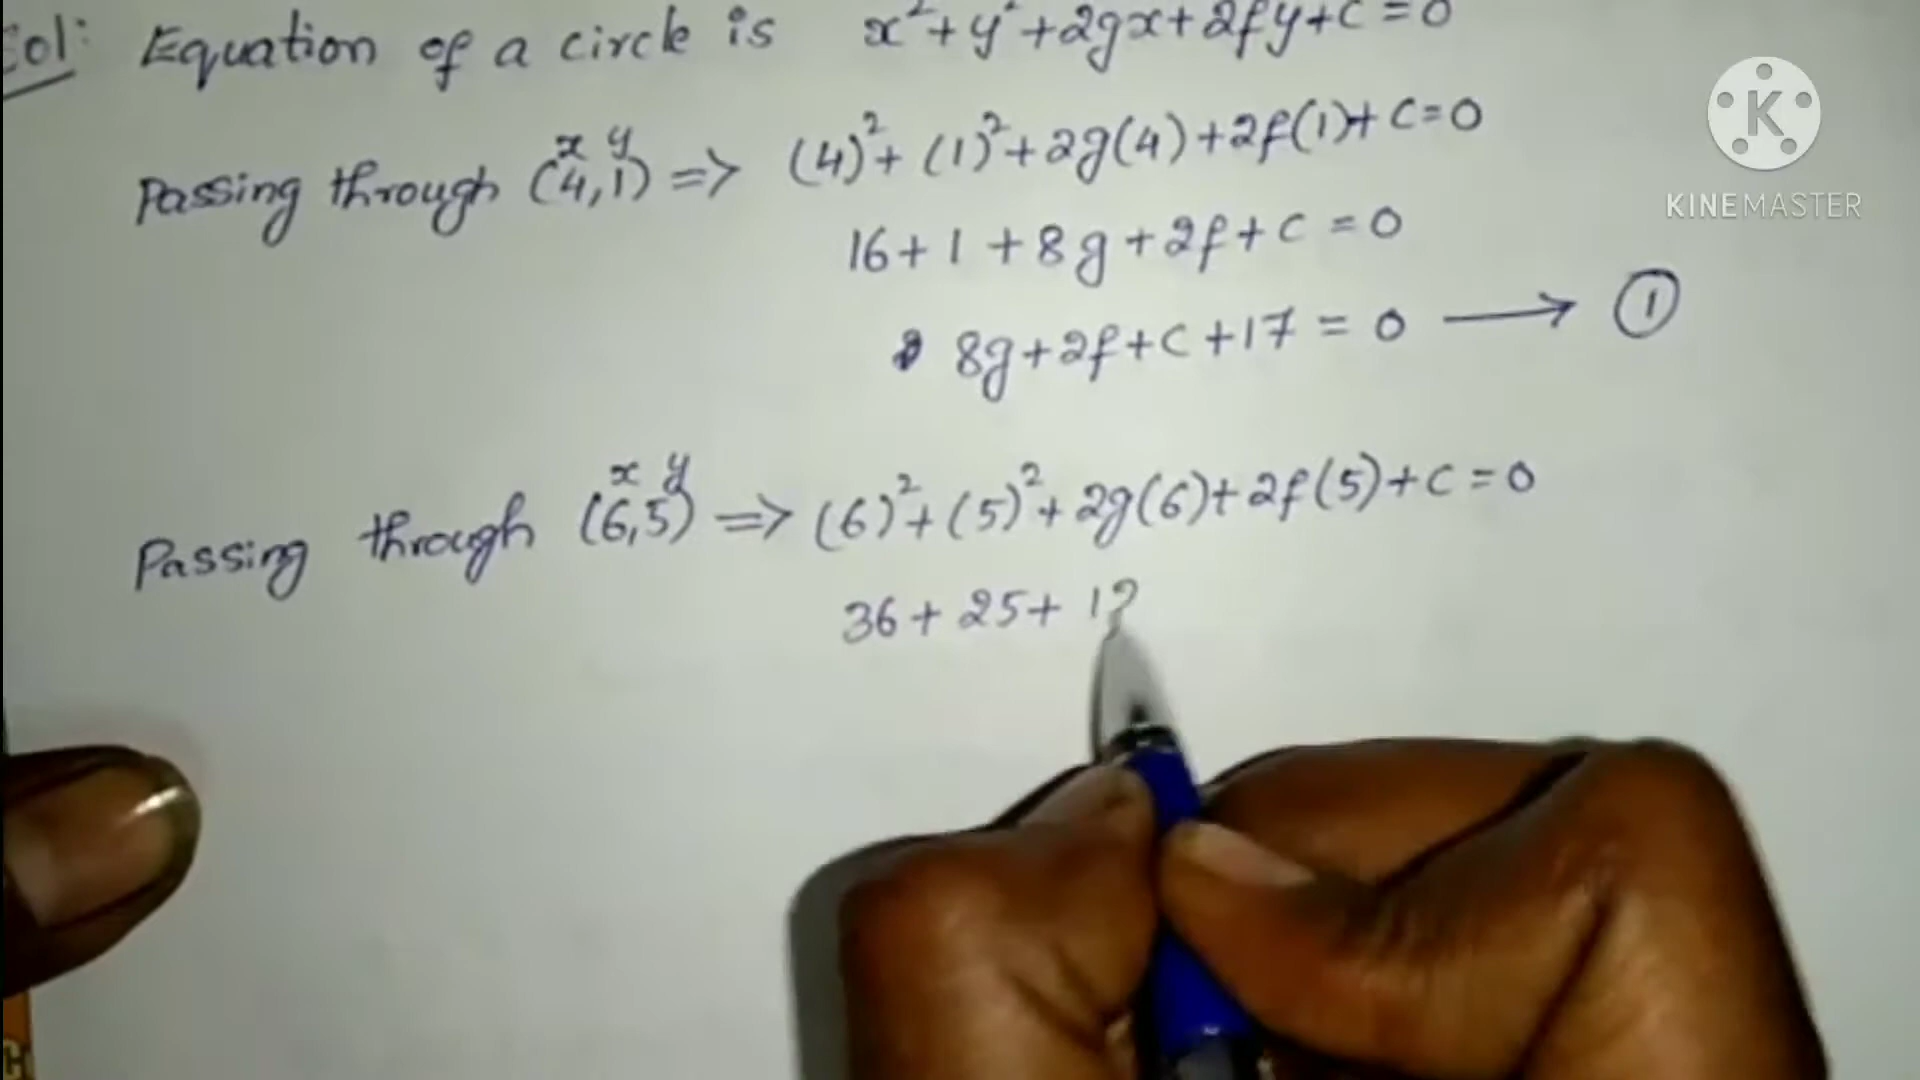 Sol: Equation of a circle is x²+y²+2gx+2fy+c=0
x y
Passing through (4,1) => (4)²+(1)²+2g(4)+2f(1)+c=0
16+1+8g+2f+c=0
8g+2f+c+17=0 → ①
x y
Passing through (6,5) => (6)²+(5)²+2g(6)+2f(5)+c=0
36+25+12
K
KINEMASTER